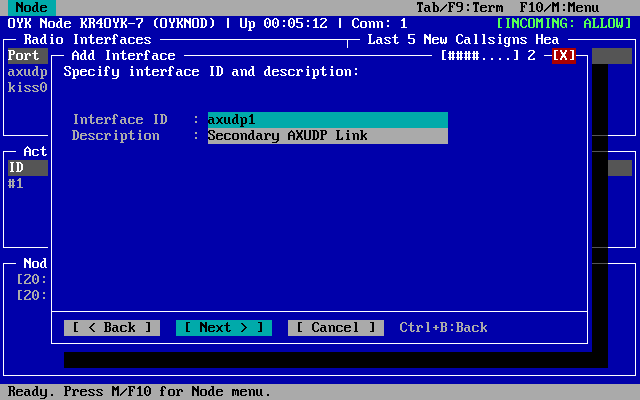 Node Tab/F9:Term F10/M:Menu
OYK Node KR4OYK-7 (OYKNOD) | Up 00:05:12 | Conn: 1 [INCOMING: ALLOW]
Radio Interfaces Last 5 New Callsigns Hea
Port
Add Interface [####....] 2 [X]
axudp
Specify interface ID and description:
kiss0
Interface ID : axudp1
Description : Secondary AXUDP Link
Act
ID
#1
Nod
[20:
[20:
[ < Back ] [ Next > ] [ Cancel ] Ctrl+B:Back
Ready. Press M/F10 for Node menu.